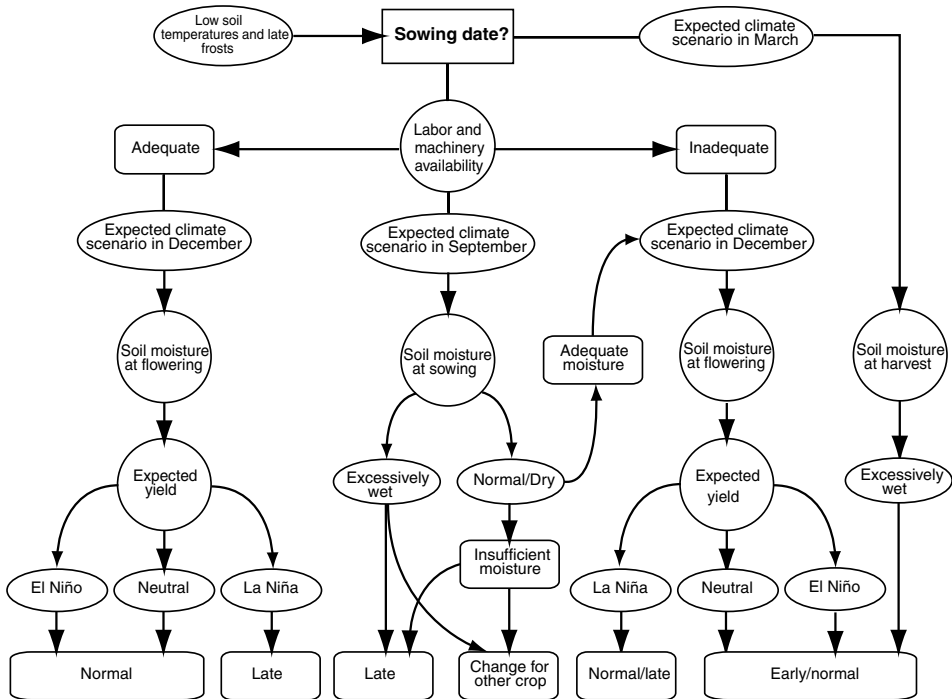 Low soil
temperatures and late
frosts
Sowing date?
Expected climate
scenario in March
Adequate
Labor and
machinery
availability
Inadequate
Expected climate
scenario in December
Expected climate
scenario in September
Expected climate
scenario in December
Soil moisture
at flowering
Soil moisture
at sowing
Adequate
moisture
Soil moisture
at flowering
Soil moisture
at harvest
Expected
yield
Excessively
wet
Normal/Dry
Expected
yield
Excessively
wet
Insufficient
moisture
El Niño
Neutral
La Niña
La Niña
Neutral
El Niño
Normal
Late
Late
Change for
other crop
Normal/late
Early/normal